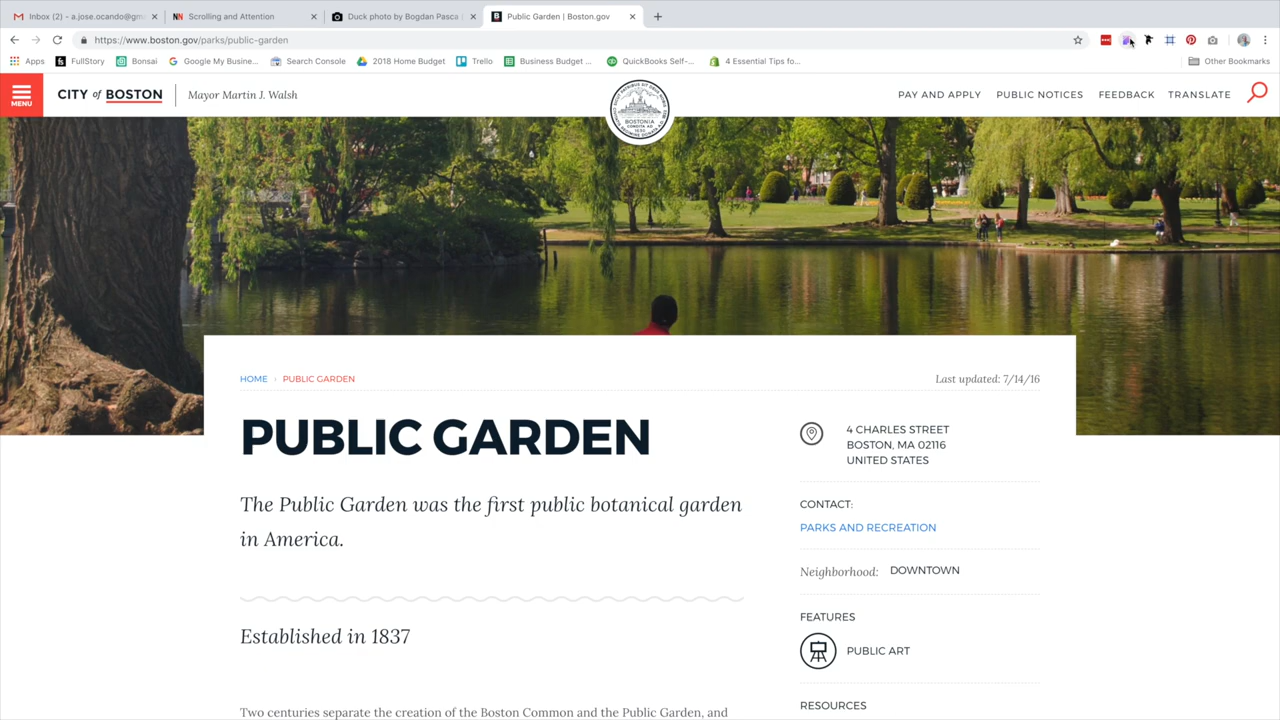 Inbox (2) - a.jose.ocando@gm
Scrolling and Attention
Duck photo by Bogdan Pasca
Public Garden | Boston.gov
https://www.boston.gov/parks/public-garden
Apps
FullStory
Bonsai
Google My Busine...
Search Console
2018 Home Budget
Trello
Business Budget ...
QuickBooks Self-...
4 Essential Tips fo...
Other Bookmarks
MENU
CITY of BOSTON
Mayor Martin J. Walsh
PAY AND APPLY
PUBLIC NOTICES
FEEDBACK
TRANSLATE
HOME › PUBLIC GARDEN
Last updated: 7/14/16
PUBLIC GARDEN
The Public Garden was the first public botanical garden
in America.
Established in 1837
Two centuries separate the creation of the Boston Common and the Public Garden, and
4 CHARLES STREET
BOSTON, MA 02116
UNITED STATES
CONTACT:
PARKS AND RECREATION
Neighborhood: DOWNTOWN
FEATURES
PUBLIC ART
RESOURCES